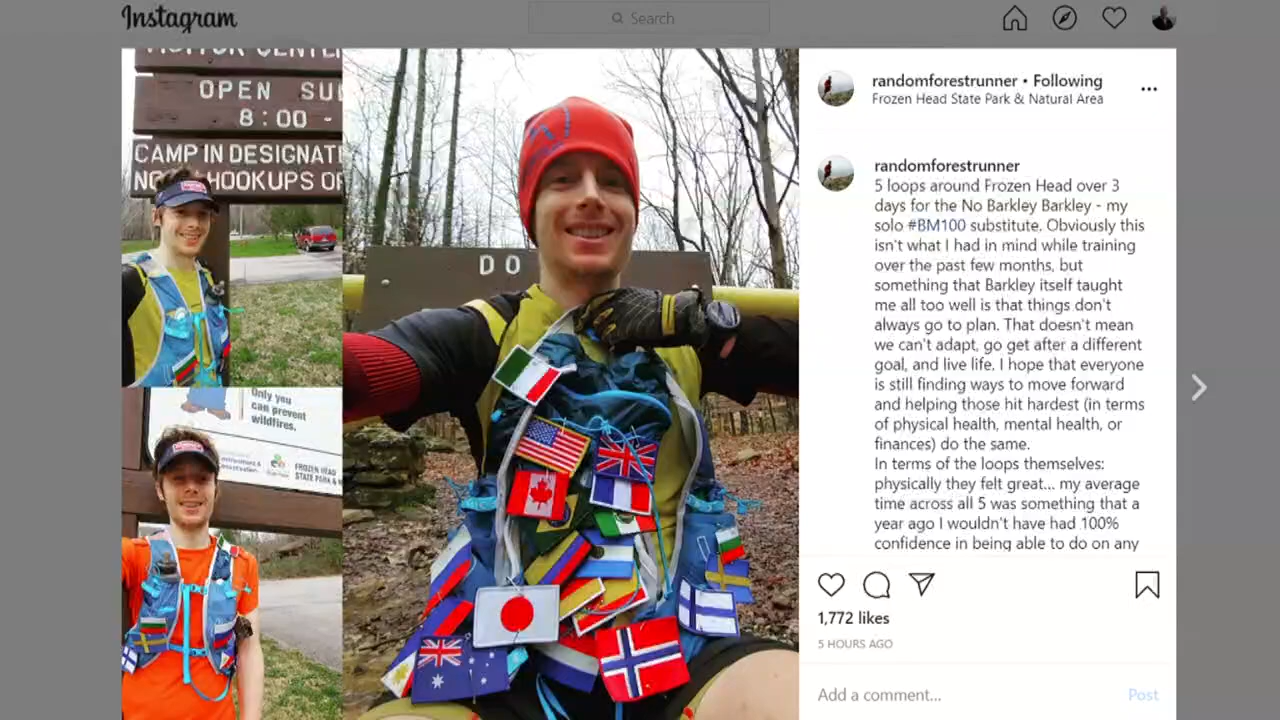 Instagram
Search
VISITOR CENTER
OPEN SU
8:00 -
CAMP IN DESIGNATE
HOOKUPS OR
DO
Only you
can prevent
wildfires.
FROZEN HEAD
STATE PARK &
randomforestrunner • Following
Frozen Head State Park & Natural Area
randomforestrunner
5 loops around Frozen Head over 3
days for the No Barkley Barkley - my
solo #BM100 substitute. Obviously this
isn't what I had in mind while training
over the past few months, but
something that Barkley itself taught
me all too well is that things don't
always go to plan. That doesn't mean
we can't adapt, go get after a different
goal, and live life. I hope that everyone
is still finding ways to move forward
and helping those hit hardest (in terms
of physical health, mental health, or
finances) do the same.
In terms of the loops themselves:
physically they felt great... my average
time across all 5 was something that a
year ago I wouldn't have had 100%
confidence in being able to do on any
1,772 likes
5 HOURS AGO
Add a comment...
Post